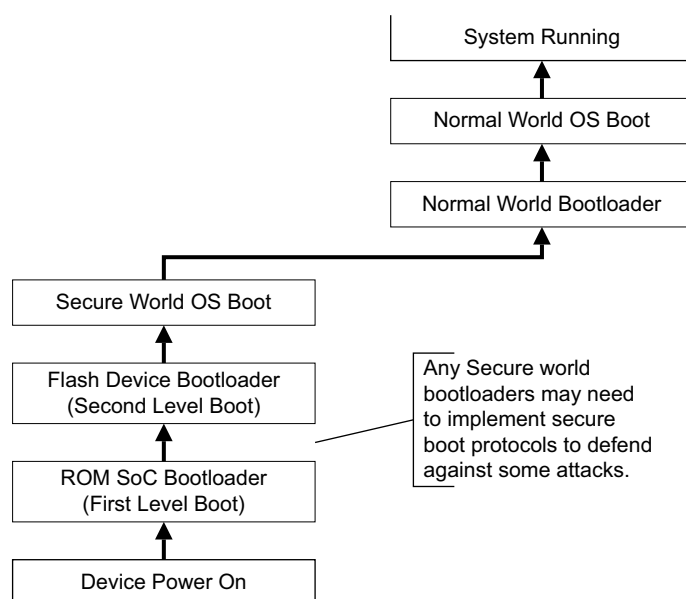 System Running
Normal World OS Boot
Normal World Bootloader
Secure World OS Boot
Flash Device Bootloader
(Second Level Boot)
Any Secure world
bootloaders may need
to implement secure
boot protocols to defend
against some attacks.
ROM SoC Bootloader
(First Level Boot)
Device Power On